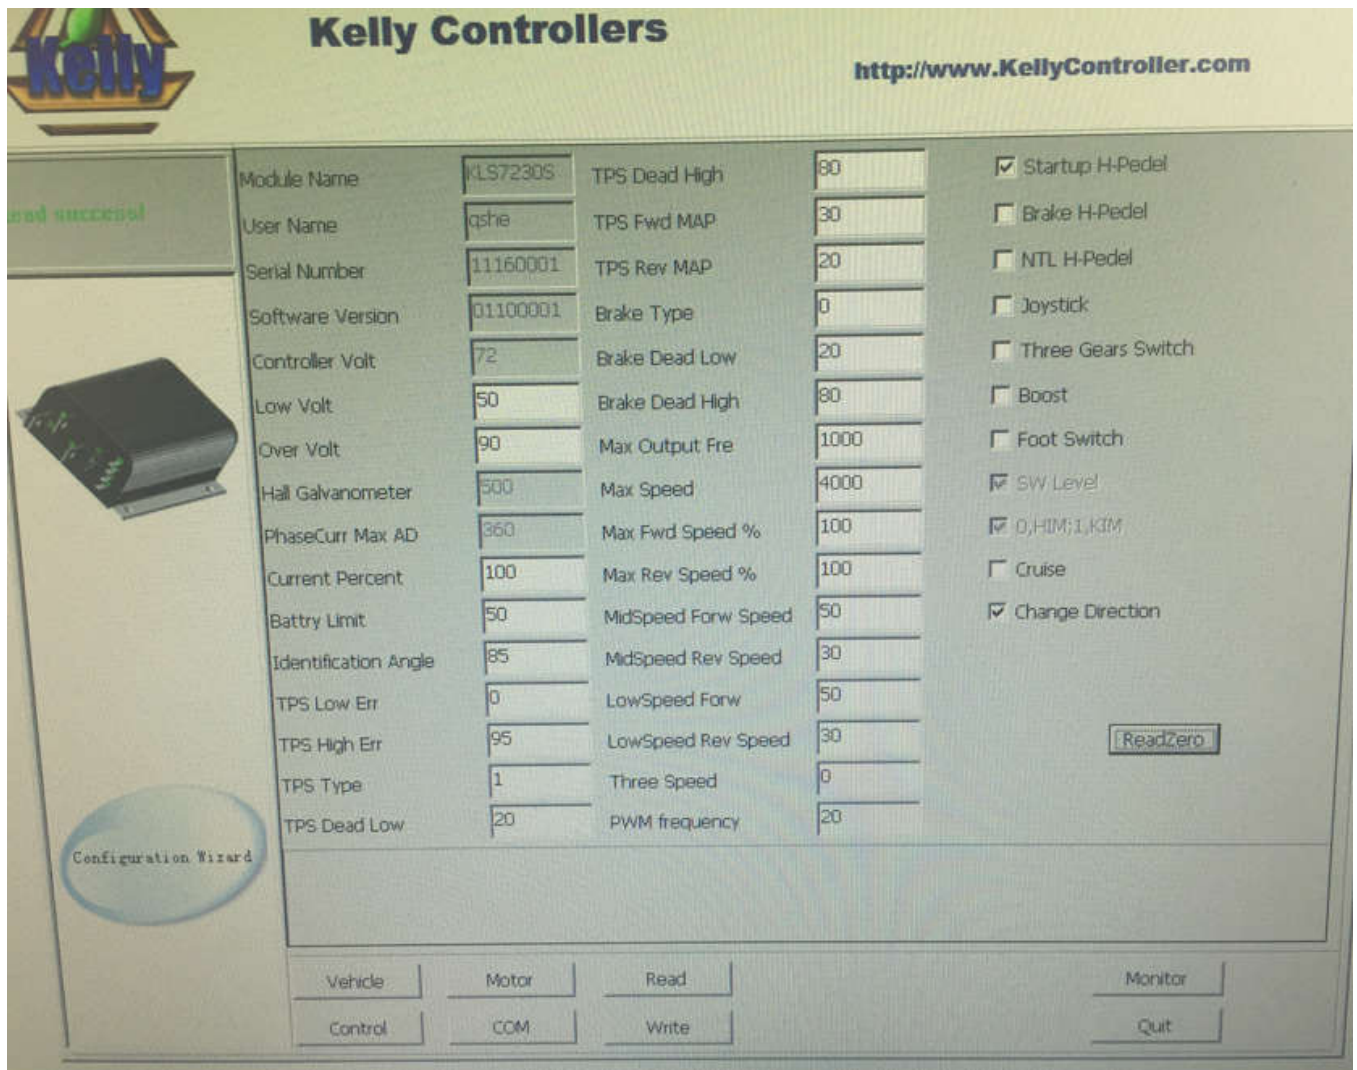 Kelly
Kelly Controllers
http://www.KellyController.com
ead succesol
Module Name KLS7230S TPS Dead High 80 Startup H-Pedel
User Name qshe TPS Fwd MAP 30 Brake H-Pedel
Serial Number 11160001 TPS Rev MAP 20 NTL H-Pedel
Software Version 01100001 Brake Type 0 Joystick
Controller Volt 72 Brake Dead Low 20 Three Gears Switch
Low Volt 50 Brake Dead High 80 Boost
Over Volt 90 Max Output Fre 1000 Foot Switch
Hall Galvanometer 500 Max Speed 4000 SW Level
PhaseCurr Max AD 360 Max Fwd Speed % 100 0,HIM;1,KIM
Current Percent 100 Max Rev Speed % 100 Cruise
Battry Limit 50 MidSpeed Forw Speed 50 Change Direction
Identification Angle 85 MidSpeed Rev Speed 30
TPS Low Err 0 LowSpeed Forw 50
TPS High Err 95 LowSpeed Rev Speed 30 ReadZero
TPS Type 1 Three Speed 0
TPS Dead Low 20 PWM frequency 20
Configuration Wizard
Vehicle Motor Read Monitor
Control COM Write Quit